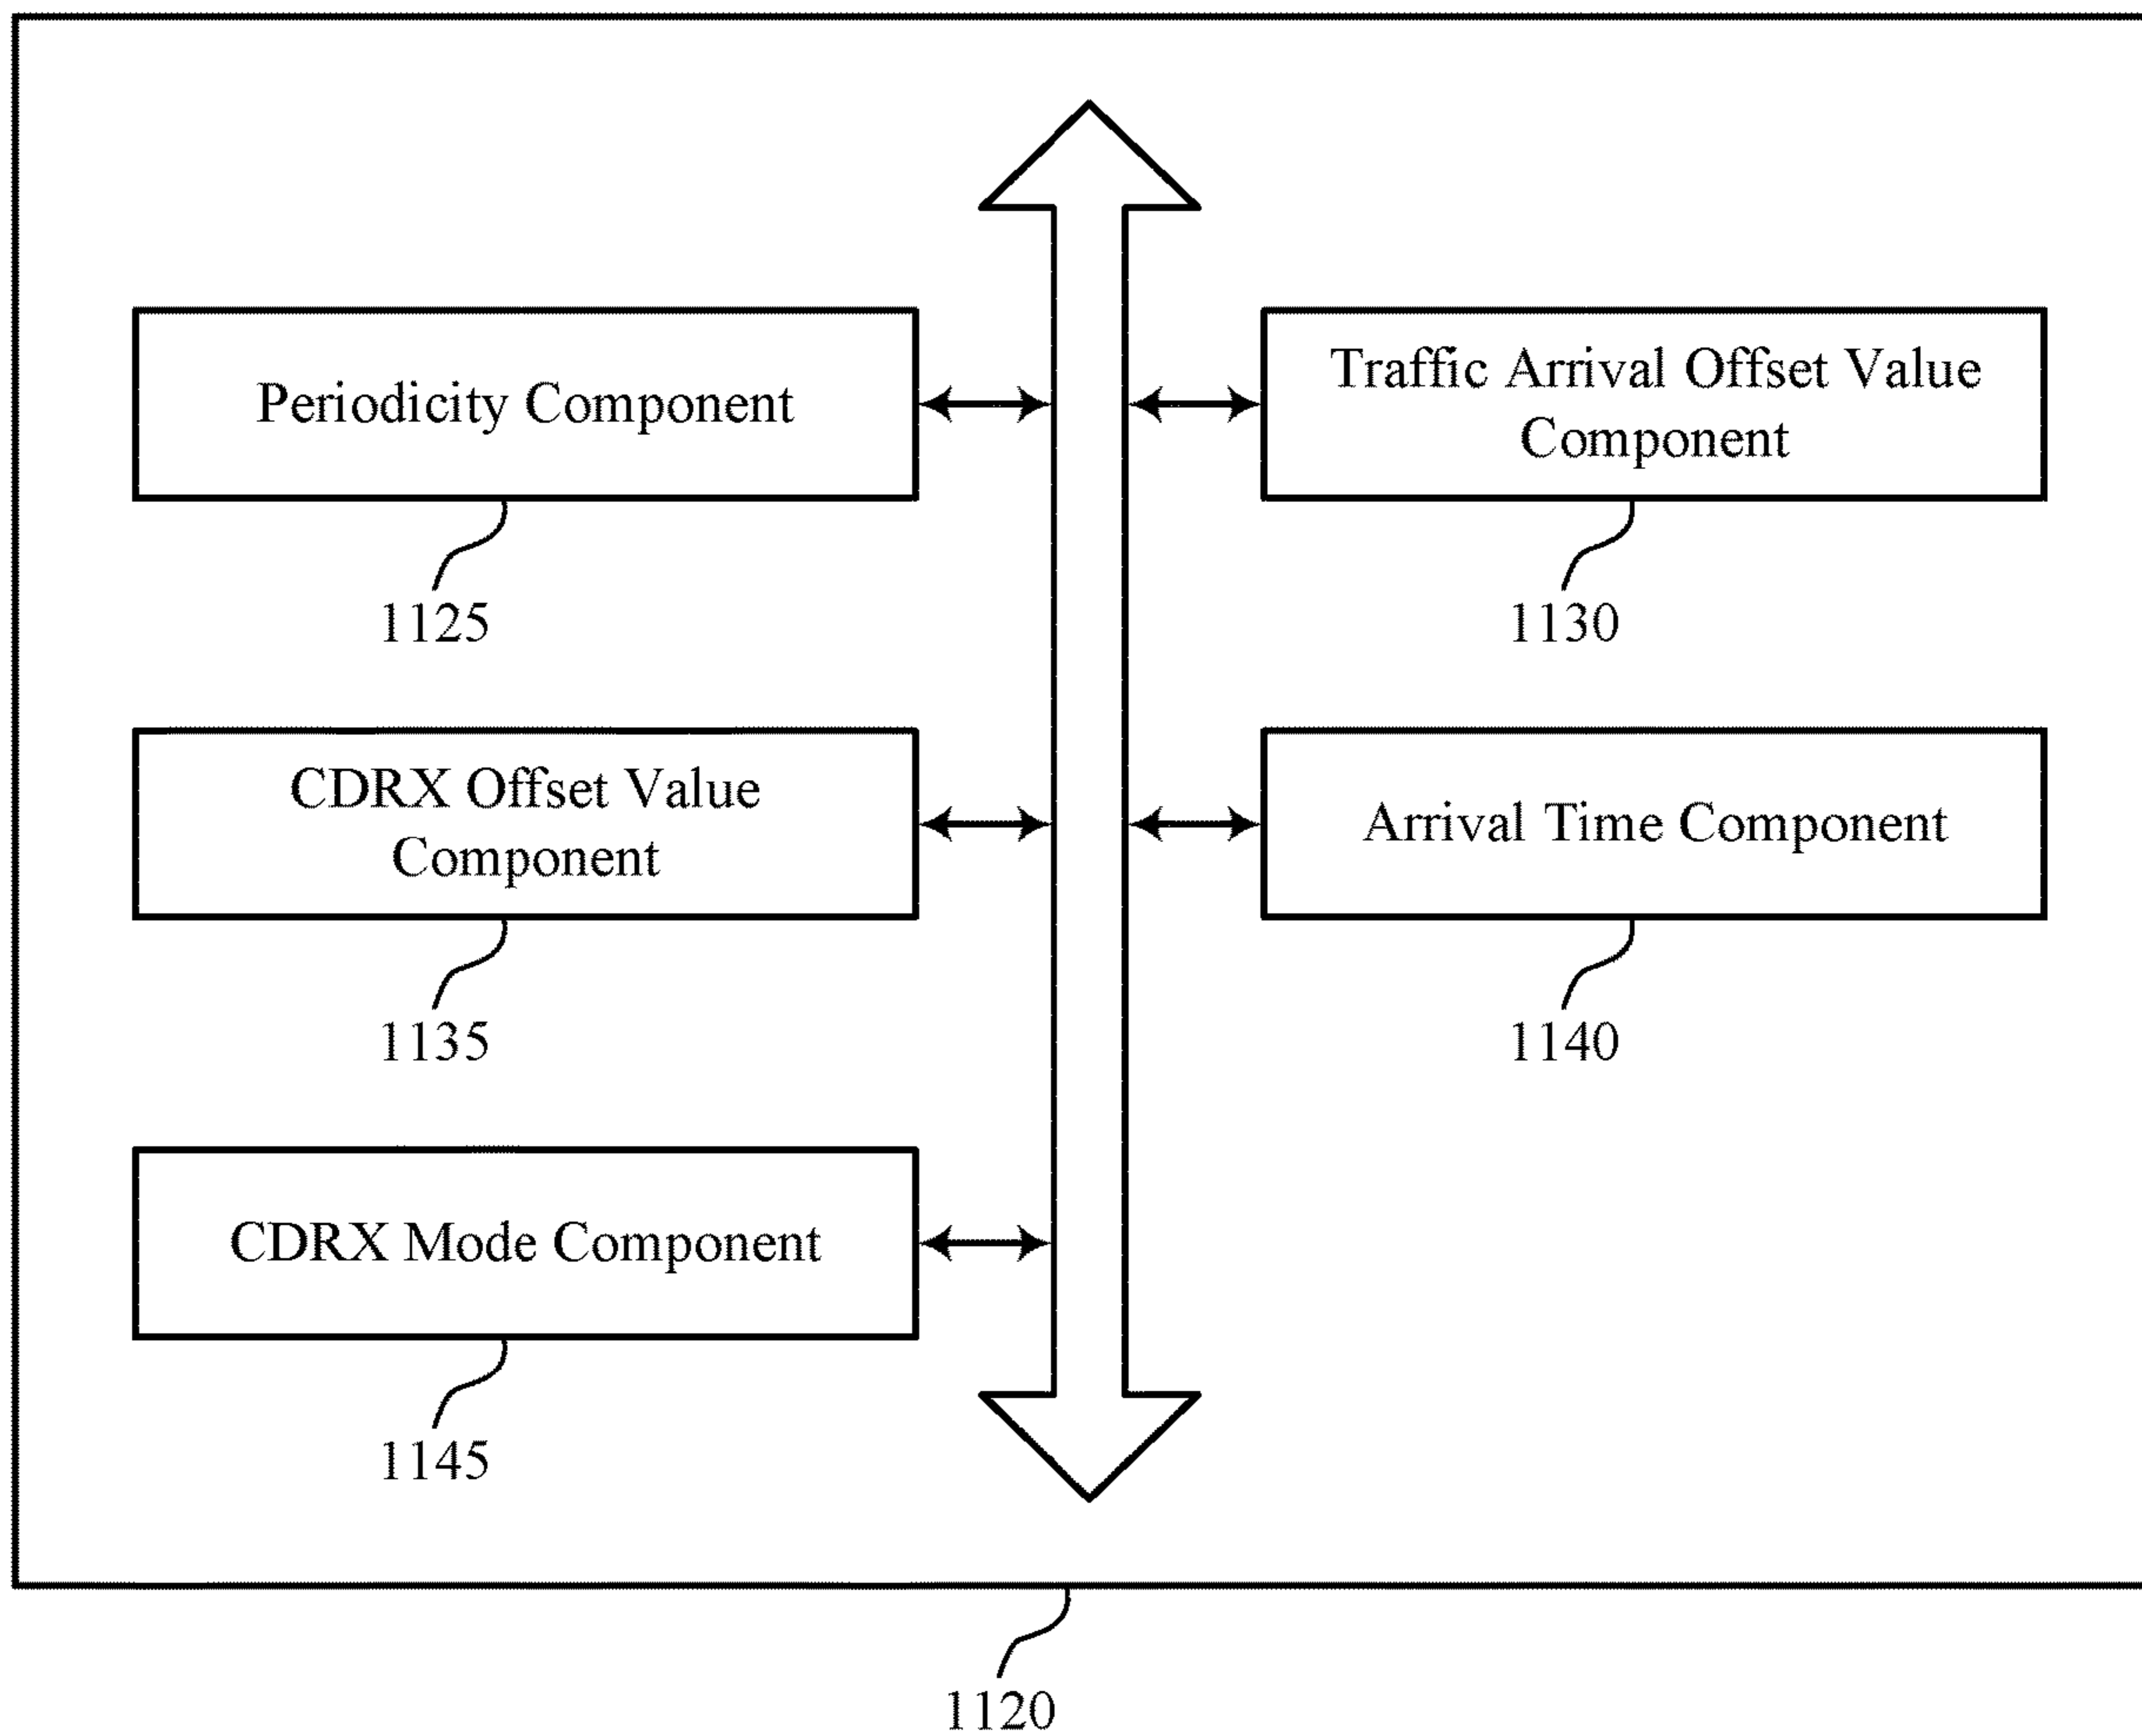 Periodicity Component
1125
Traffic Arrival Offset Value
Component
1130
CDRX Offset Value
Component
1135
Arrival Time Component
1140
CDRX Mode Component
1145
1120